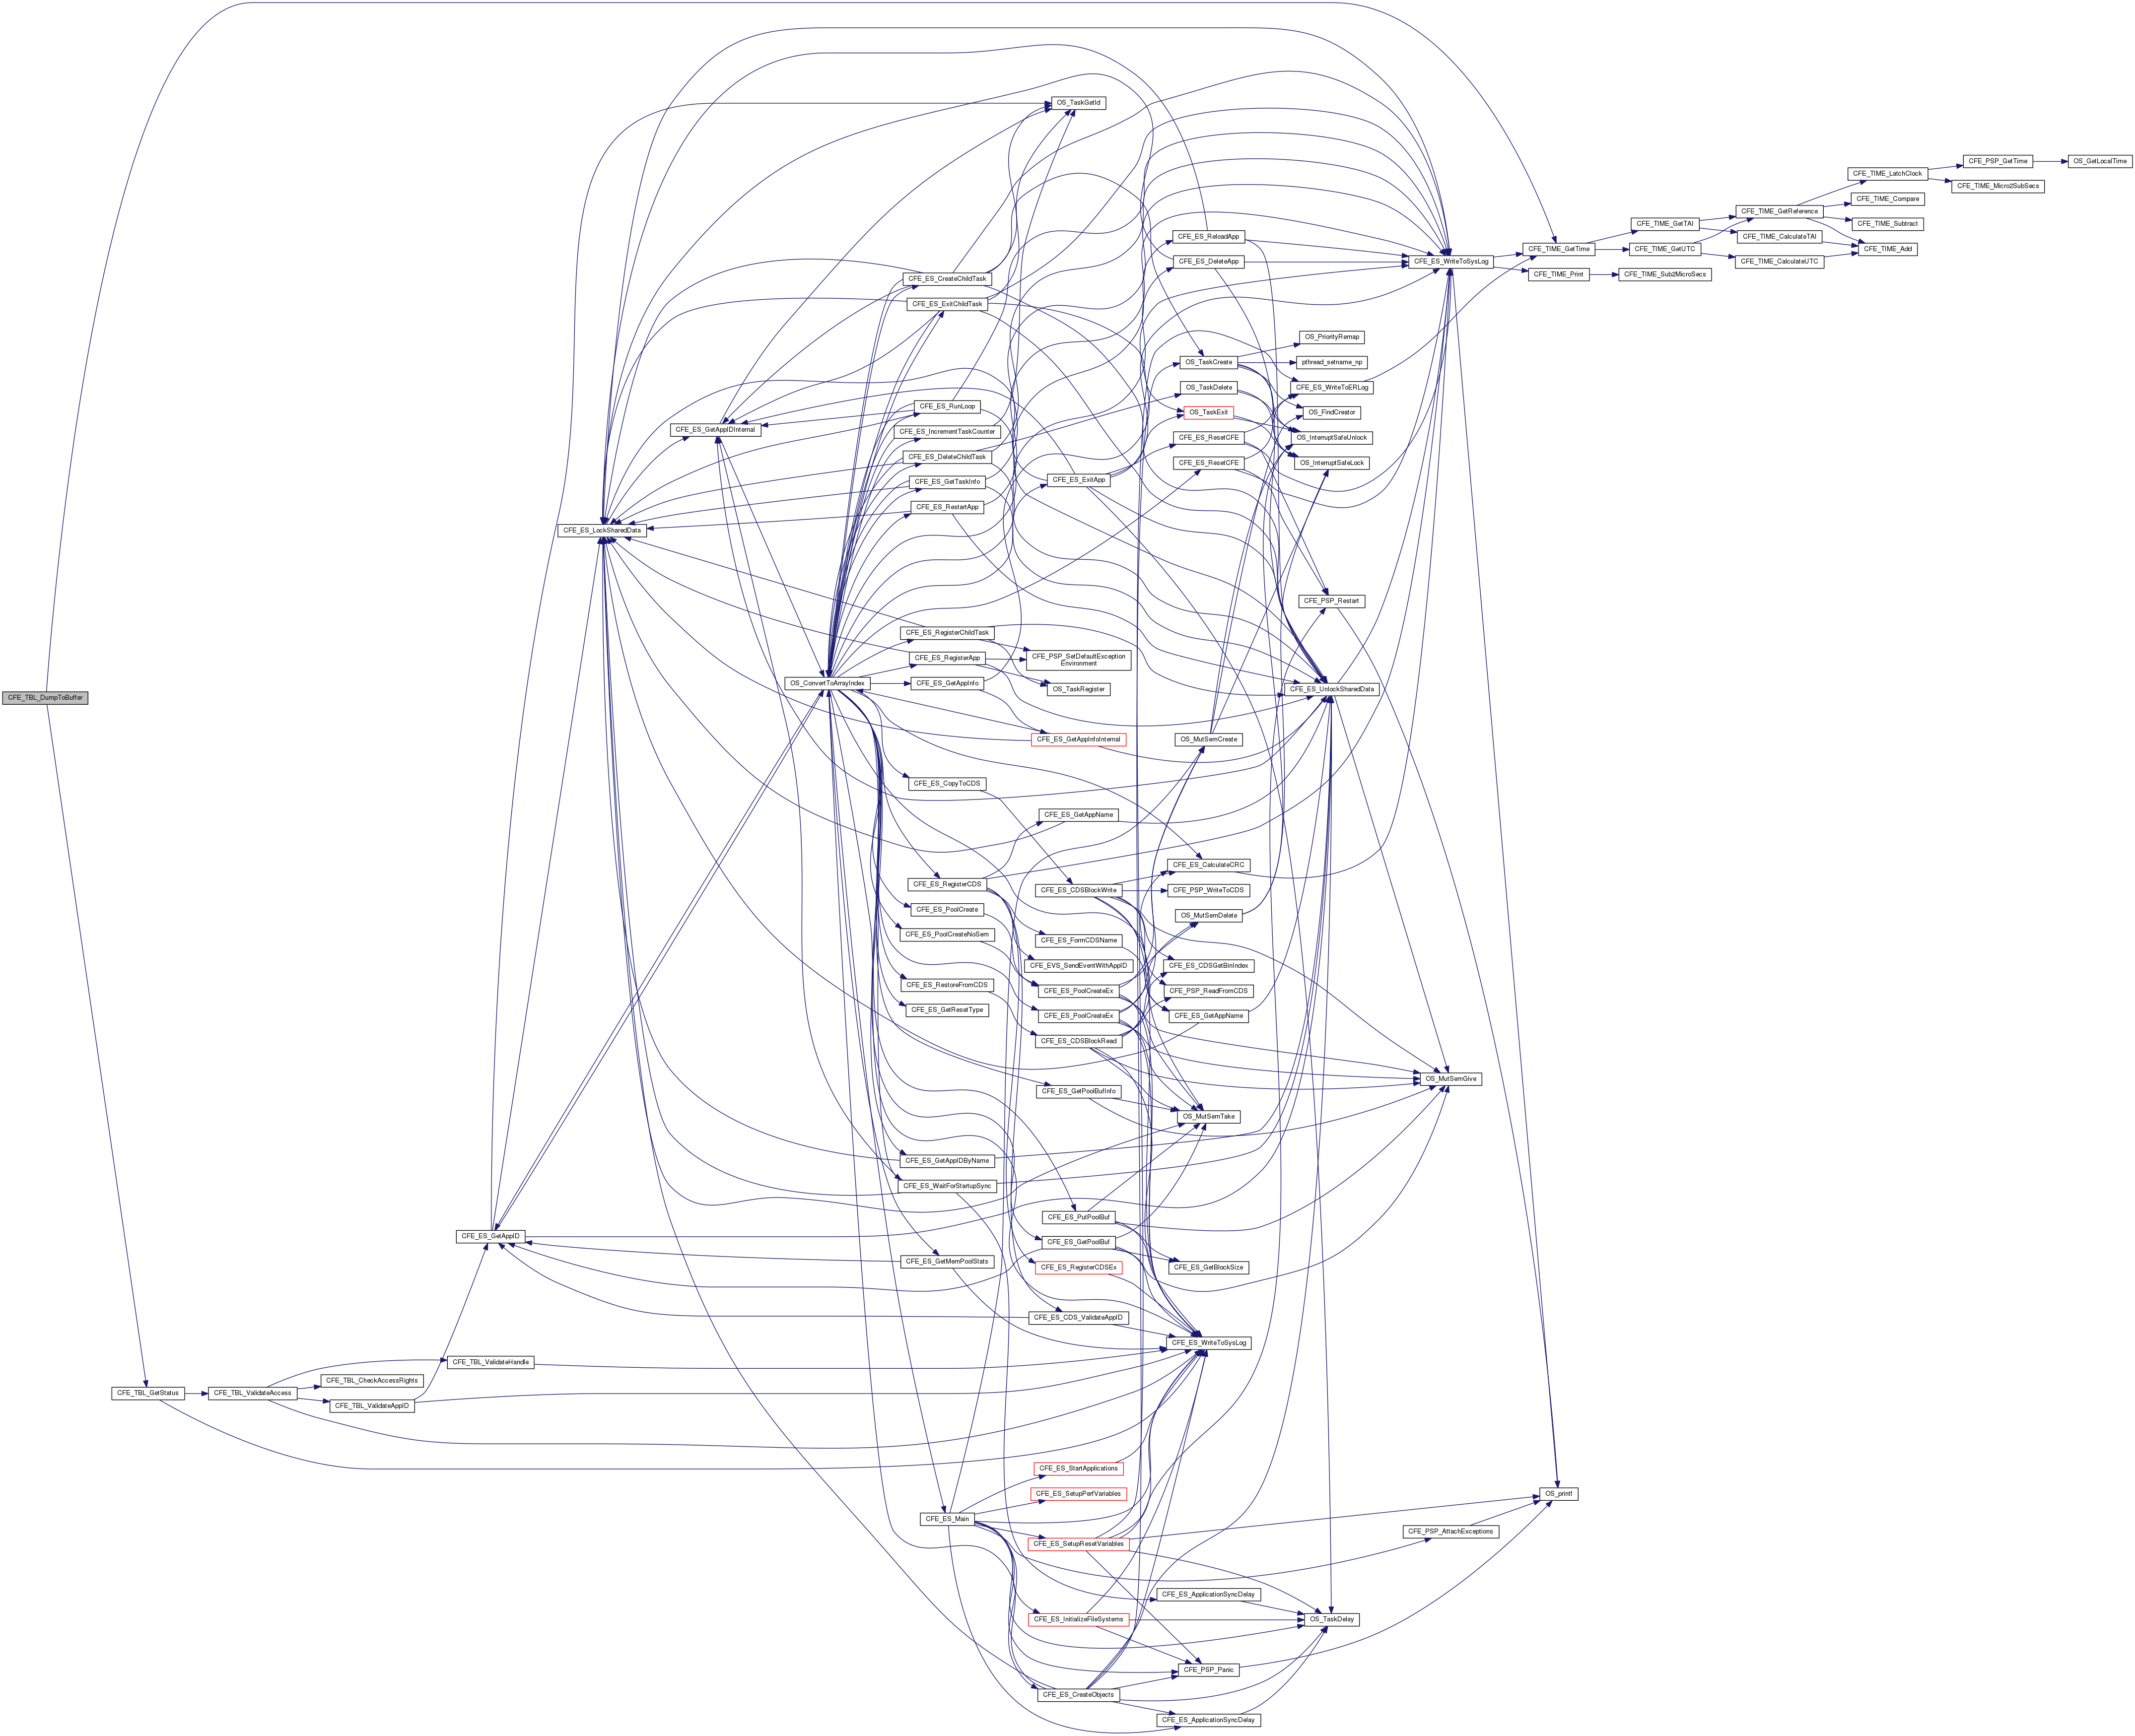 CFE_TBL_DumpToBuffer
CFE_TBL_GetStatus
CFE_TBL_ValidateAccess
CFE_TBL_CheckAccessRights
CFE_TBL_ValidateAppID
CFE_TBL_ValidateHandle
CFE_ES_GetAppID
CFE_ES_LockSharedData
CFE_ES_GetAppIDInternal
OS_ConvertToArrayIndex
CFE_ES_CreateChildTask
CFE_ES_ExitChildTask
CFE_ES_RunLoop
CFE_ES_IncrementTaskCounter
CFE_ES_DeleteChildTask
CFE_ES_GetTaskInfo
CFE_ES_RestartApp
CFE_ES_RegisterChildTask
CFE_ES_RegisterApp
CFE_ES_GetAppInfo
CFE_ES_CopyToCDS
CFE_ES_RegisterCDS
CFE_ES_PoolCreate
CFE_ES_PoolCreateNoSem
CFE_ES_RestoreFromCDS
CFE_ES_GetResetType
CFE_ES_GetAppIDByName
CFE_ES_WaitForStartupSync
CFE_ES_GetMemPoolStats
CFE_ES_Main
OS_TaskGetId
CFE_ES_ExitApp
CFE_PSP_SetDefaultException
Environment
OS_TaskRegister
CFE_ES_GetAppInfoInternal
CFE_ES_GetAppName
CFE_ES_CDSBlockWrite
CFE_ES_FormCDSName
CFE_EVS_SendEventWithAppID
CFE_ES_PoolCreateEx
CFE_ES_PoolCreateEx
CFE_ES_CDSBlockRead
CFE_ES_GetPoolBufInfo
CFE_ES_PutPoolBuf
CFE_ES_GetPoolBuf
CFE_ES_RegisterCDSEx
CFE_ES_CDS_ValidateAppID
CFE_ES_StartApplications
CFE_ES_SetupPerfVariables
CFE_ES_SetupResetVariables
CFE_ES_InitializeFileSystems
CFE_ES_CreateObjects
CFE_ES_ReloadApp
CFE_ES_DeleteApp
OS_TaskCreate
OS_TaskDelete
OS_TaskExit
CFE_ES_ResetCFE
CFE_ES_ResetCFE
OS_MutSemCreate
CFE_ES_CalculateCRC
CFE_PSP_WriteToCDS
OS_MutSemDelete
CFE_ES_CDSGetBinIndex
CFE_PSP_ReadFromCDS
CFE_ES_GetAppName
OS_MutSemTake
CFE_ES_GetBlockSize
CFE_ES_WriteToSysLog
CFE_ES_ApplicationSyncDelay
CFE_PSP_Panic
CFE_ES_ApplicationSyncDelay
OS_PriorityRemap
pthread_setname_np
CFE_ES_WriteToERLog
OS_FindCreator
OS_InterruptSafeUnlock
OS_InterruptSafeLock
CFE_PSP_Restart
CFE_ES_UnlockSharedData
OS_TaskDelay
CFE_ES_WriteToSysLog
OS_MutSemGive
CFE_PSP_AttachExceptions
OS_printf
CFE_TIME_GetTime
CFE_TIME_Print
CFE_TIME_GetTAI
CFE_TIME_GetUTC
CFE_TIME_Sub2MicroSecs
CFE_TIME_GetReference
CFE_TIME_CalculateTAI
CFE_TIME_CalculateUTC
CFE_TIME_LatchClock
CFE_TIME_Compare
CFE_TIME_Subtract
CFE_TIME_Add
CFE_PSP_GetTime
CFE_TIME_Micro2SubSecs
OS_GetLocalTime